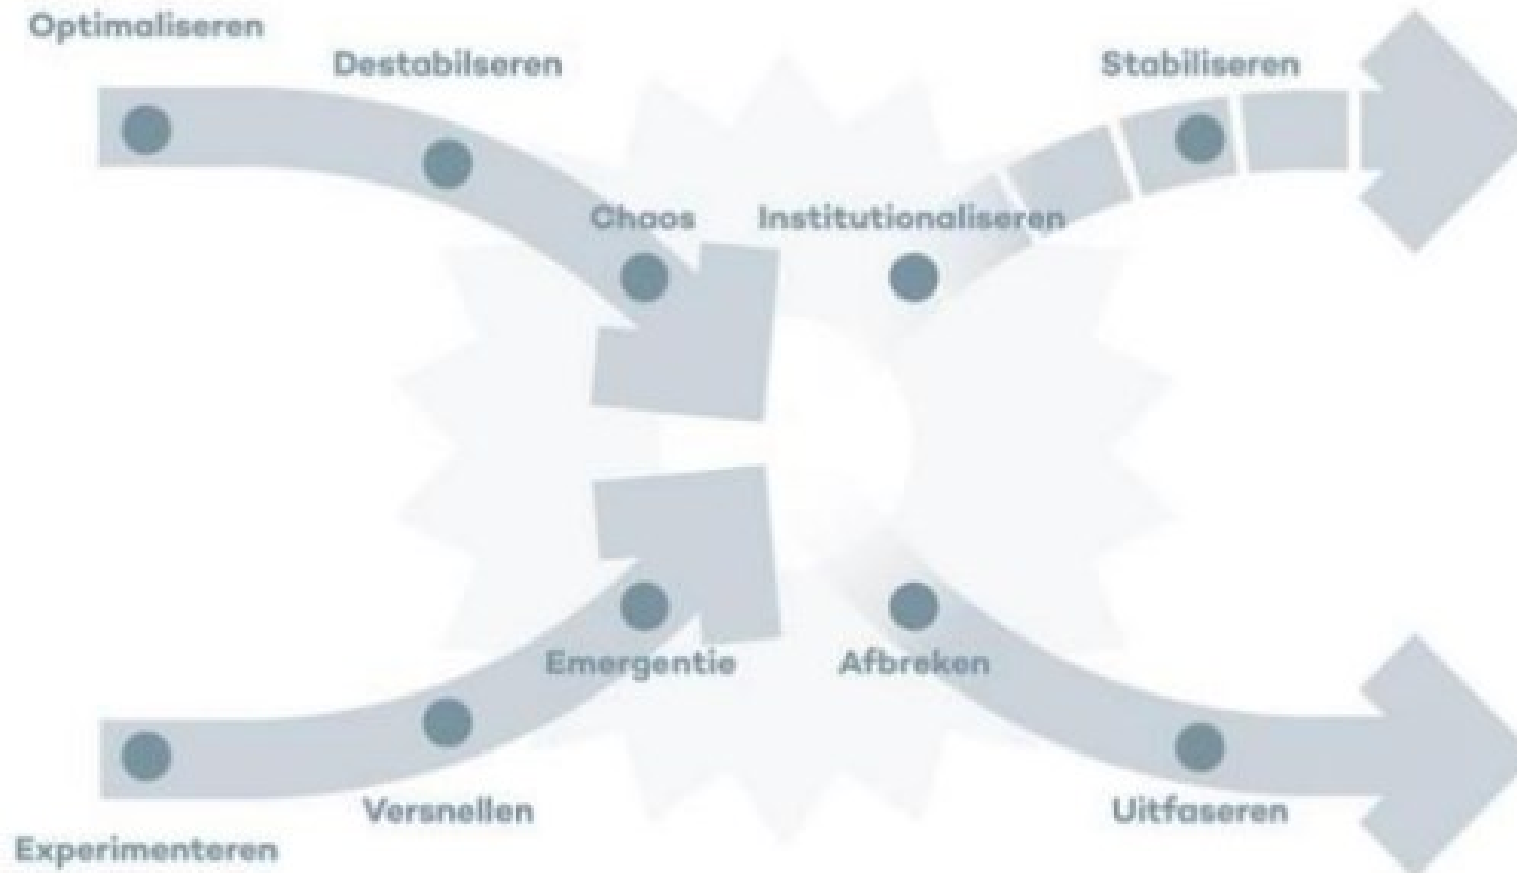 Optimaliseren
Destabilseren
Stabiliseren
Chaos
Institutionaliseren
Emergentie
Afbreken
Versnellen
Uitfaseren
Experimenteren